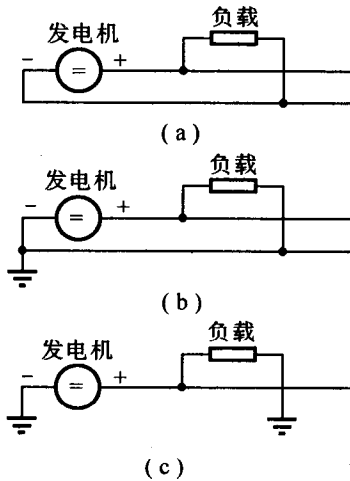 发电机
负载
− = +
(a)
发电机
负载
− = +
(b)
发电机
负载
− = +
(c)